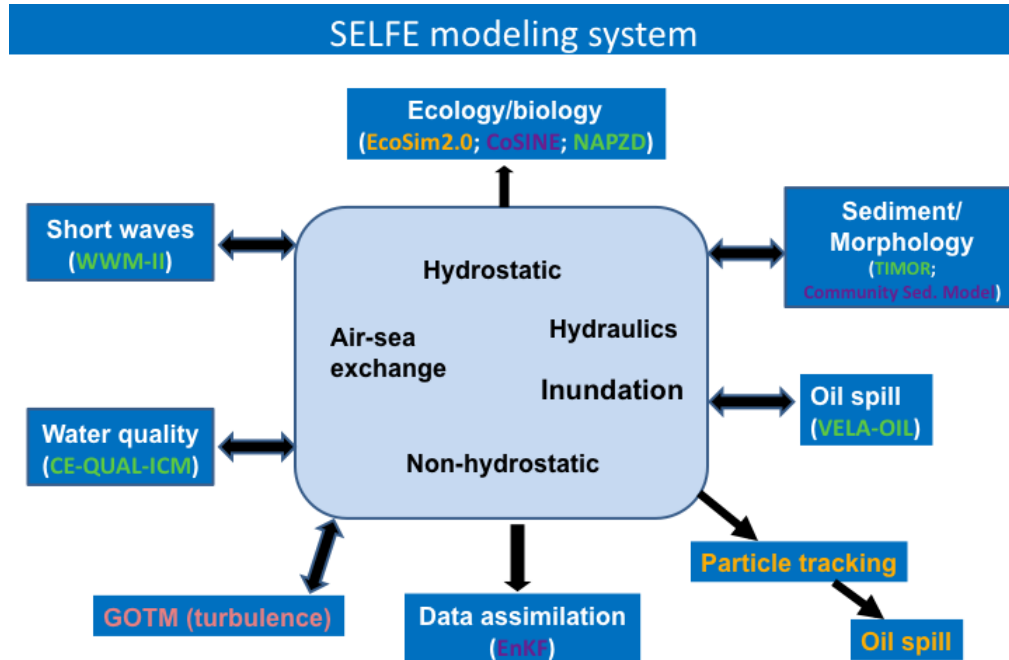 SELFE modeling system
Ecology/biology
(EcoSim2.0; CoSINE; NAPZD)
Short waves
(WWM-II)
Sediment/
Morphology
(TIMOR;
Community Sed. Model)
Hydrostatic
Air-sea
exchange
Hydraulics
Inundation
Non-hydrostatic
Water quality
(CE-QUAL-ICM)
Oil spill
(VELA-OIL)
Particle tracking
GOTM (turbulence)
Data assimilation
(EnKF)
Oil spill